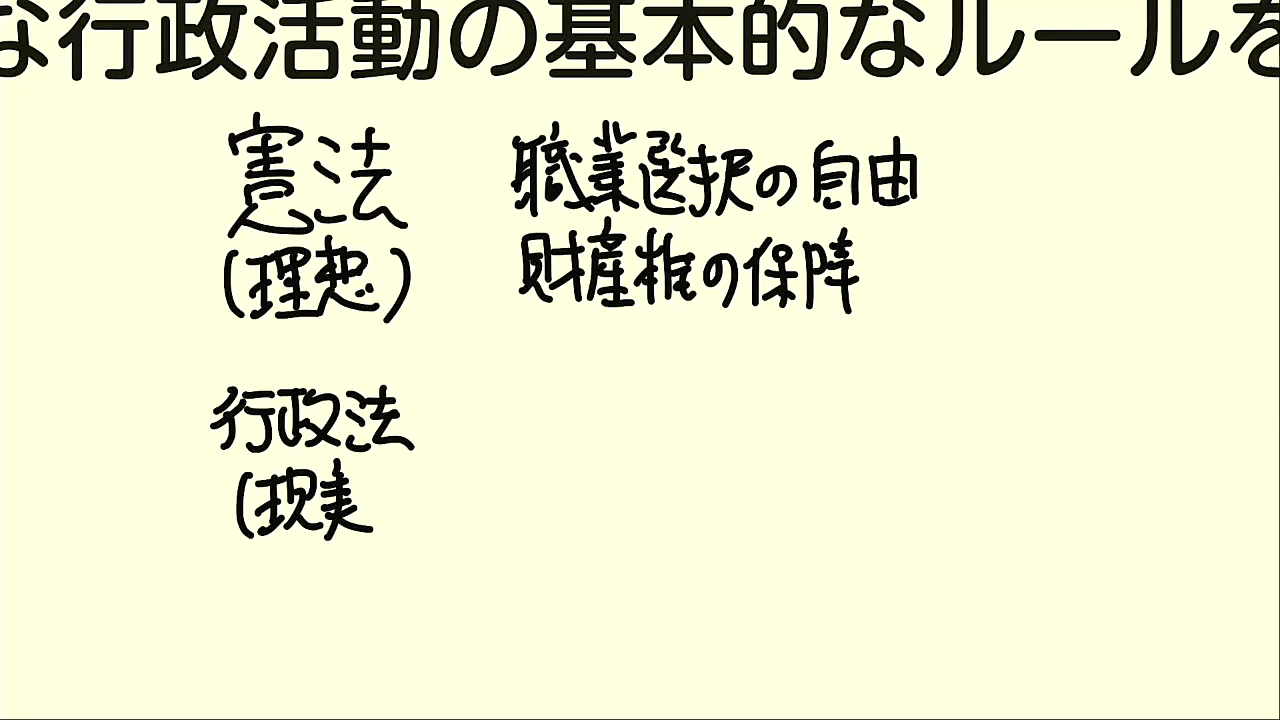 な行政活動の基本的なルールを
憲法 職業選択の自由
(理想) 財産権の保障
行政法
(現実